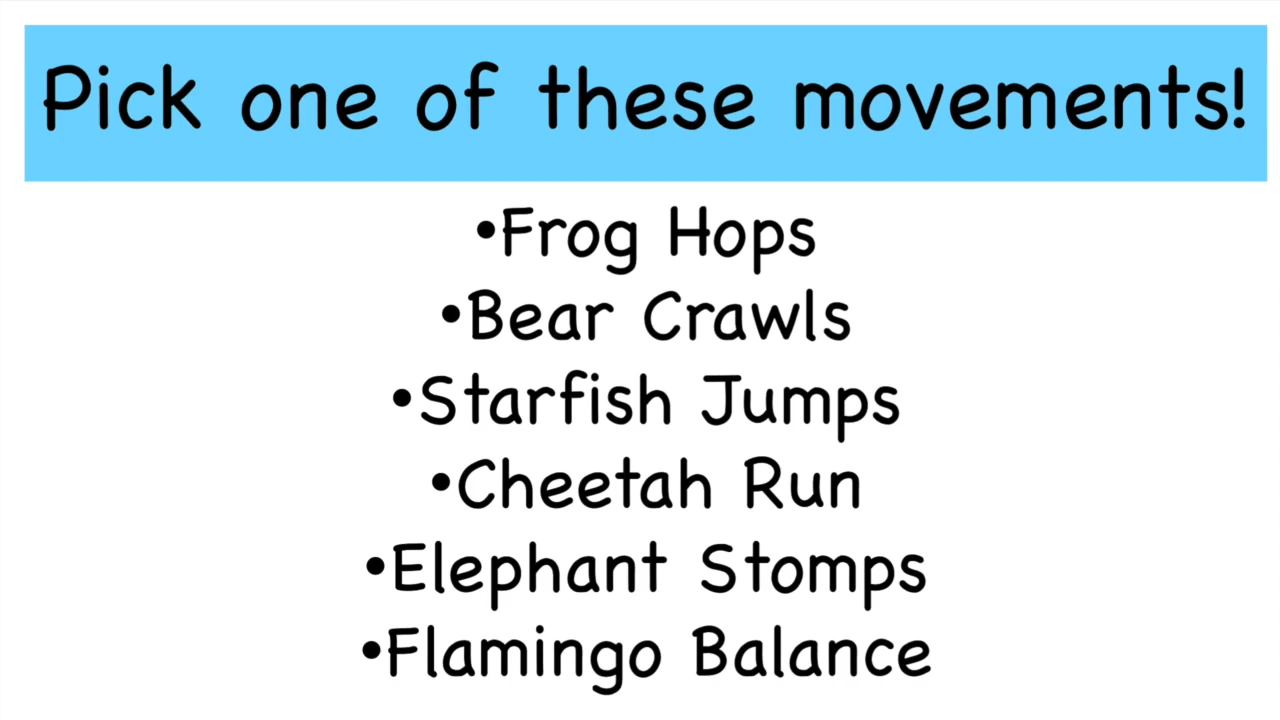 Pick one of these movements!
•Frog Hops
•Bear Crawls
•Starfish Jumps
•Cheetah Run
•Elephant Stomps
•Flamingo Balance